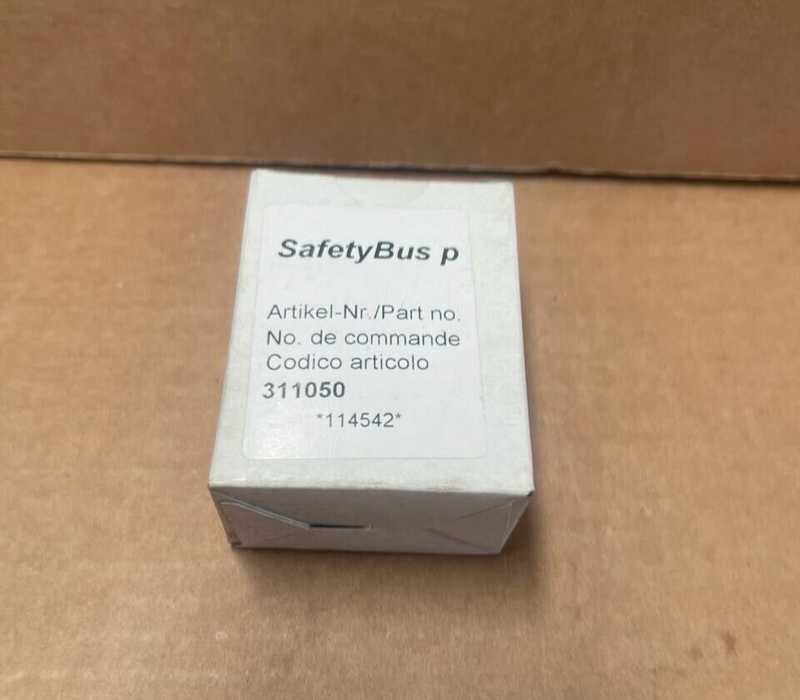 SafetyBus p
Artikel-Nr./Part no.
No. de commande
Codico articolo
311050
*114542*